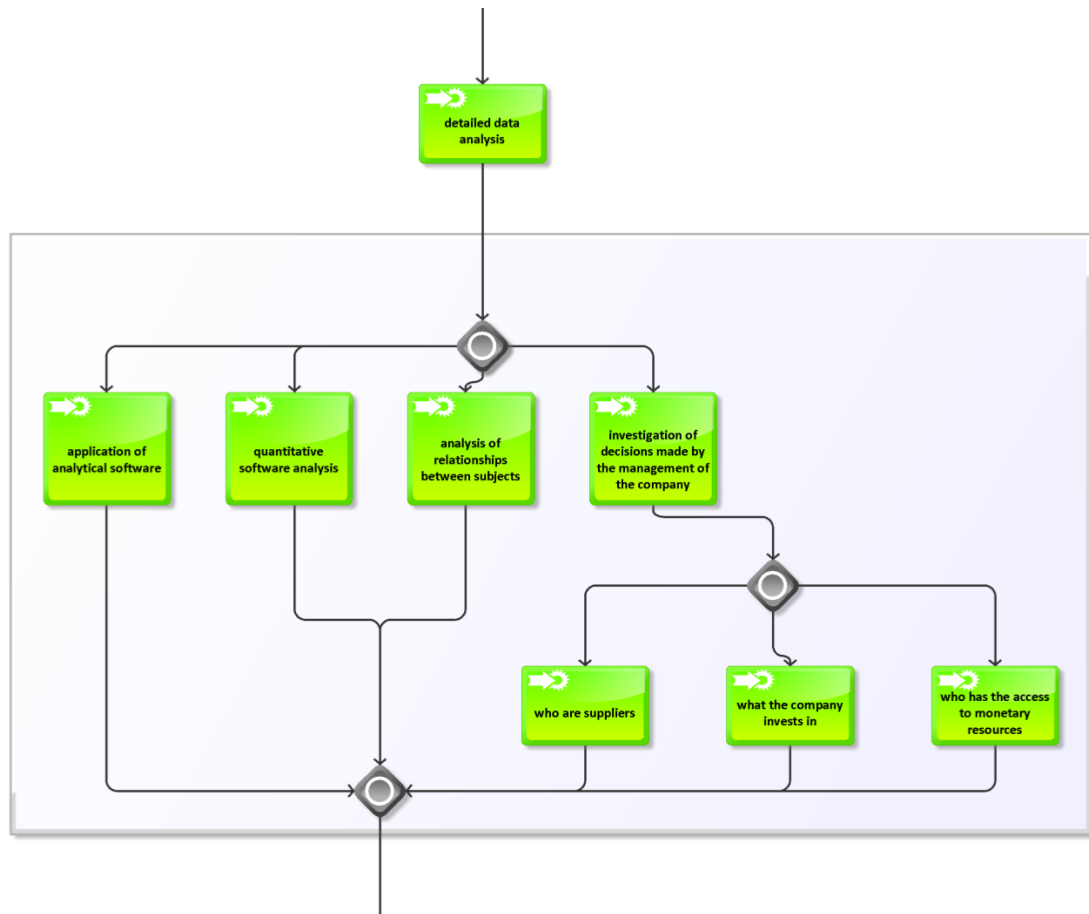 detailed data
analysis
application of
analytical software
quantitative
software analysis
analysis of
relationships
between subjects
investigation of
decisions made by
the management of
the company
who are suppliers
what the company
invests in
who has the access
to monetary
resources